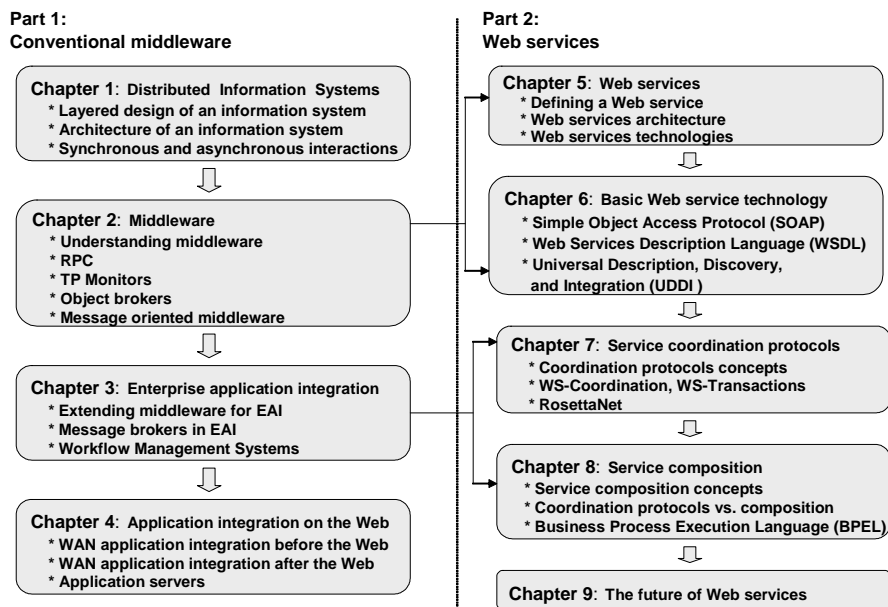 Part 1:
Conventional middleware
Chapter 1: Distributed Information Systems
* Layered design of an information system
* Architecture of an information system
* Synchronous and asynchronous interactions
Chapter 2: Middleware
* Understanding middleware
* RPC
* TP Monitors
* Object brokers
* Message oriented middleware
Chapter 3: Enterprise application integration
* Extending middleware for EAI
* Message brokers in EAI
* Workflow Management Systems
Chapter 4: Application integration on the Web
* WAN application integration before the Web
* WAN application integration after the Web
* Application servers
Part 2:
Web services
Chapter 5: Web services
* Defining a Web service
* Web services architecture
* Web services technologies
Chapter 6: Basic Web service technology
* Simple Object Access Protocol (SOAP)
* Web Services Description Language (WSDL)
* Universal Description, Discovery,
and Integration (UDDI )
Chapter 7: Service coordination protocols
* Coordination protocols concepts
* WS-Coordination, WS-Transactions
* RosettaNet
Chapter 8: Service composition
* Service composition concepts
* Coordination protocols vs. composition
* Business Process Execution Language (BPEL)
Chapter 9: The future of Web services